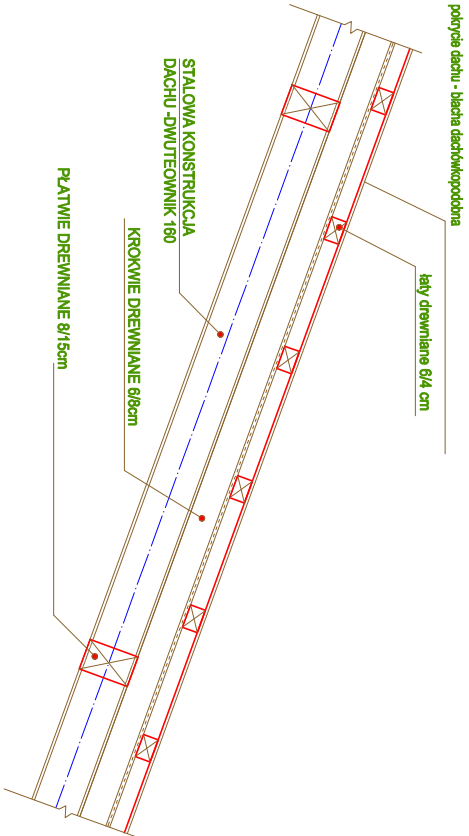 pokrycie dachu - blacha dachówkopodobna
łaty drewniane 6/4 cm
STALOWA KONSTRUKCJA
DACHU -DWUTEOWNIK 160
KROKWIE DREWNIANE 6/8cm
PŁATWIE DREWNIANE 8/15cm